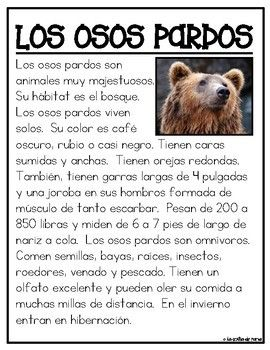 LOS OSOS PARDOS
Los osos pardos son
animales muy majestuosos.
Su hábitat es el bosque.
Los osos pardos viven
solos. Su color es café
oscuro, rubio o casi negro. Tienen caras
sumidas y anchas. Tienen orejas redondas.
También, tienen garras largas de 4 pulgadas
y una joroba en sus hombros formada de
músculo de tanto escarbar. Pesan de 200 a
850 libras y miden de 6 a 7 pies de largo de
nariz a cola. Los osos pardos son omnívoros.
Comen semillas, bayas, raíces, insectos,
roedores, venado y pescado. Tienen un
olfato excelente y pueden oler su comida a
muchas millas de distancia. En el invierno
entran en hibernación.